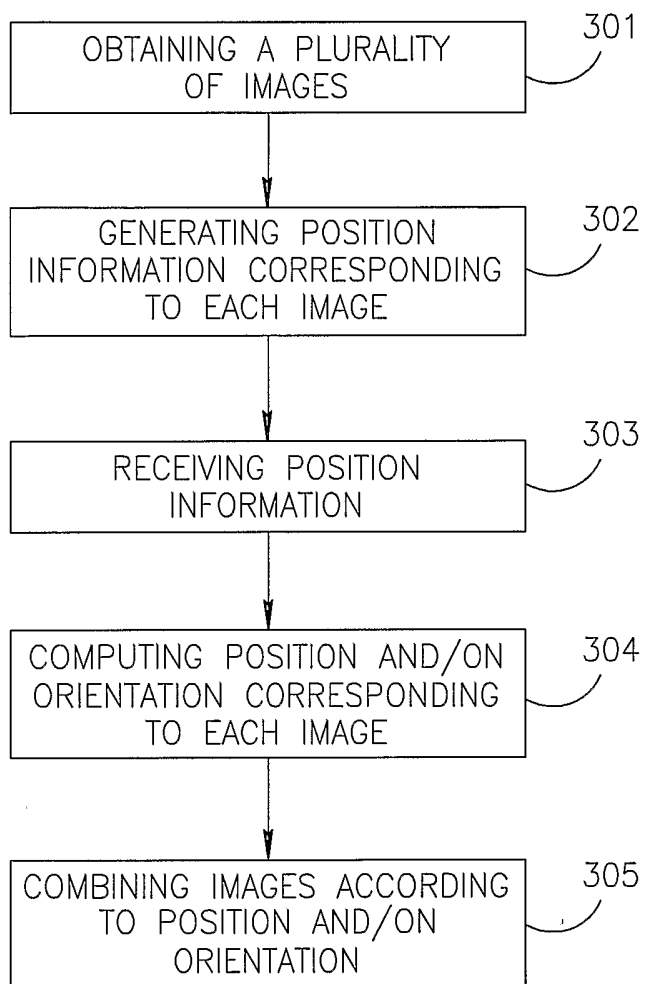 301
OBTAINING A PLURALITY
OF IMAGES
302
GENERATING POSITION
INFORMATION CORRESPONDING
TO EACH IMAGE
303
RECEIVING POSITION
INFORMATION
304
COMPUTING POSITION AND/ON
ORIENTATION CORRESPONDING
TO EACH IMAGE
305
COMBINING IMAGES ACCORDING
TO POSITION AND/ON
ORIENTATION